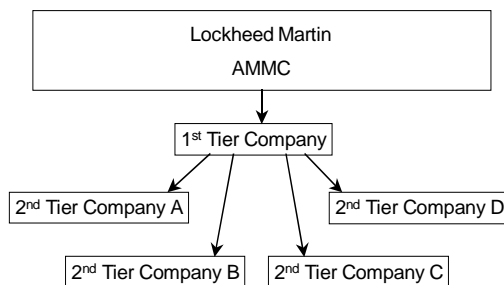 Lockheed Martin
AMMC
1st Tier Company
2nd Tier Company A
2nd Tier Company D
2nd Tier Company B
2nd Tier Company C